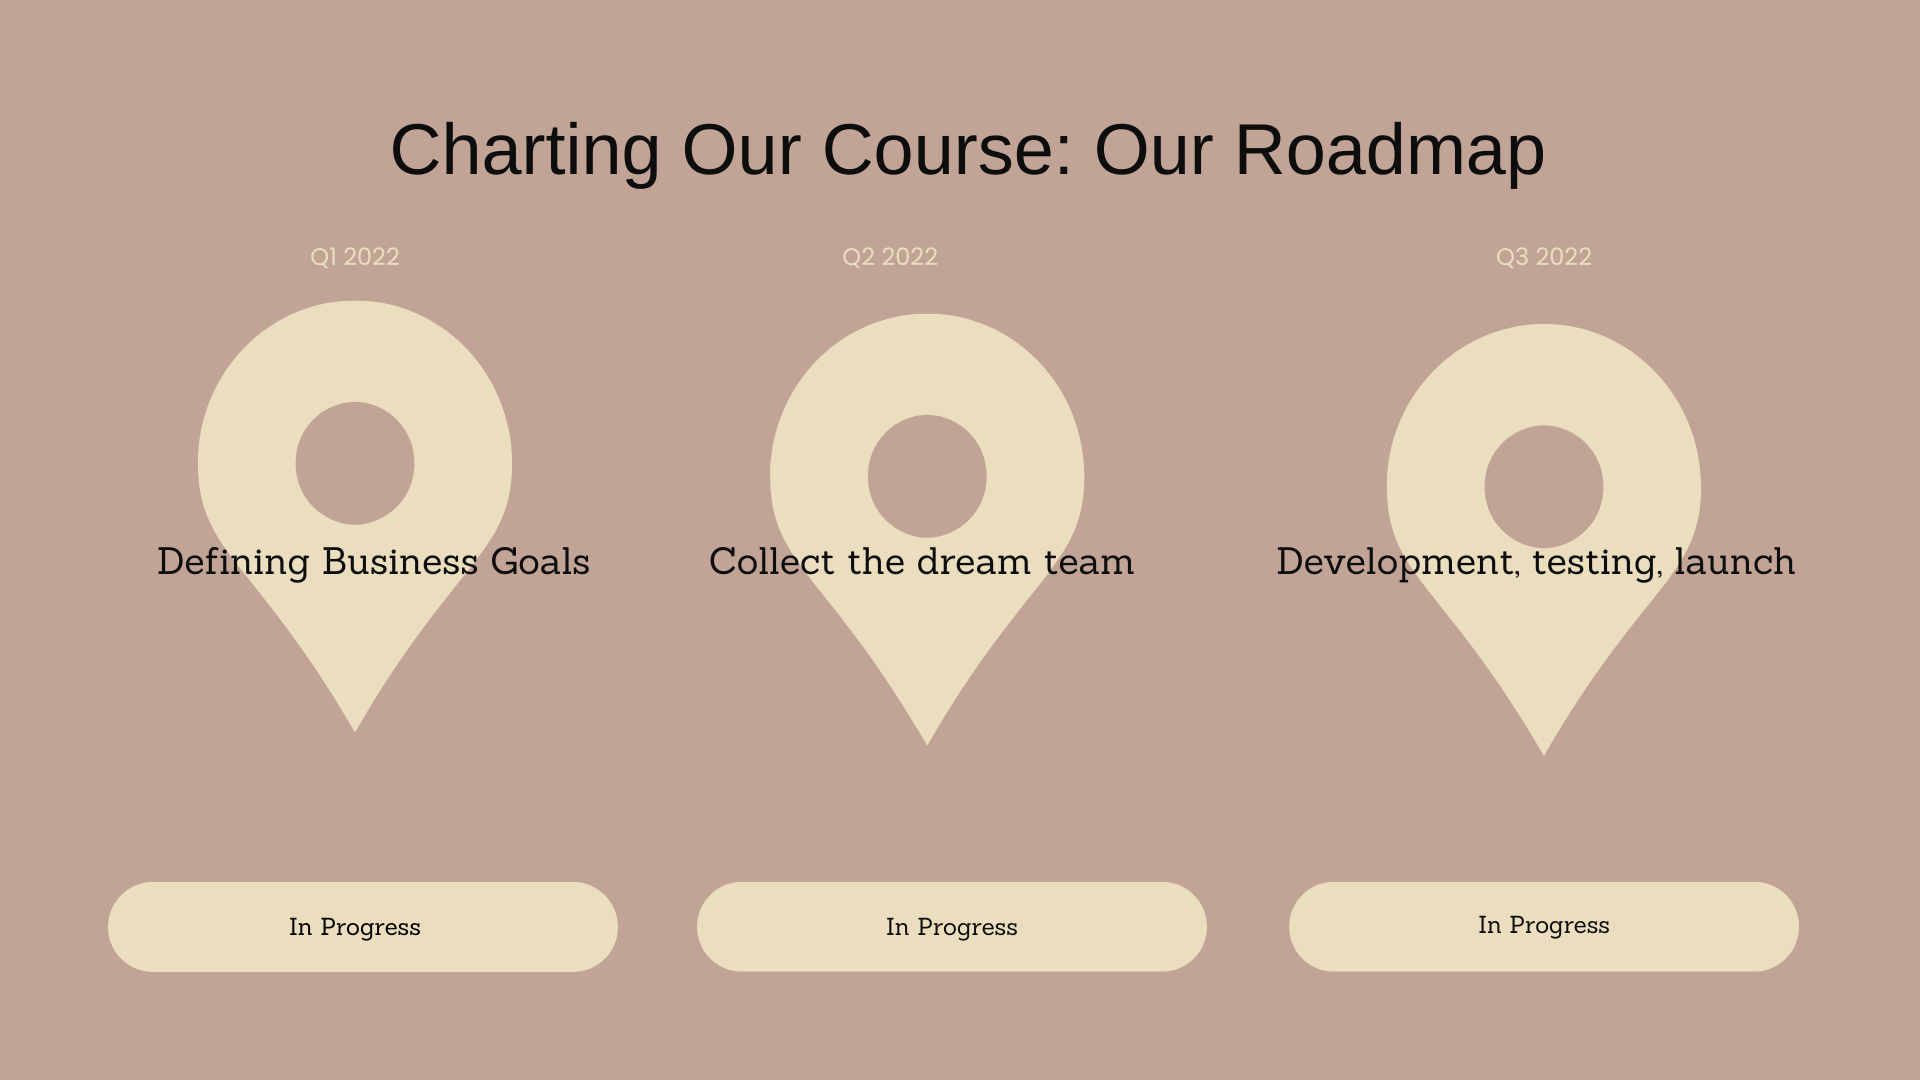 Charting Our Course: Our Roadmap
Q1 2022
Q2 2022
Q3 2022
Defining Business Goals
Collect the dream team
Development, testing, launch
In Progress
In Progress
In Progress